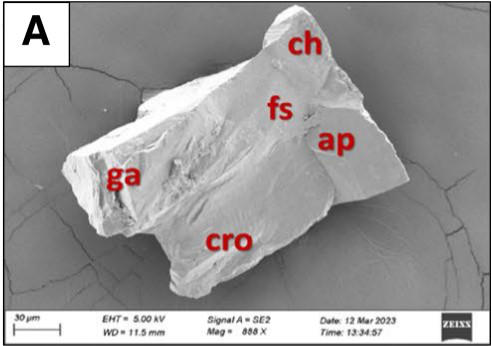 A
ch
fs
ap
ga
cro
30 µm
EHT = 5.00 kV
Signal A = SE2
Date: 12 Mar 2023
ZEISS
WD = 11.5 mm
Mag = 888 X
Time: 13:34:57